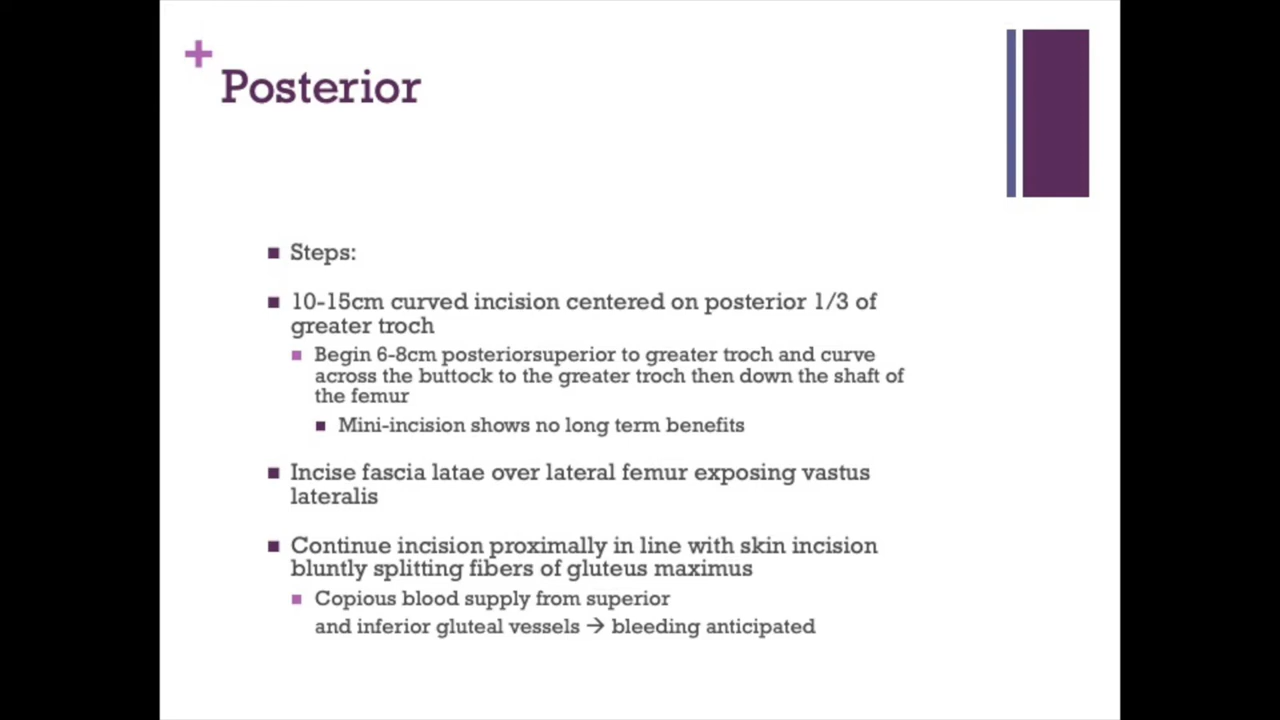 +
Posterior
Steps:
10-15cm curved incision centered on posterior 1/3 of
greater troch
Begin 6-8cm posteriorsuperior to greater troch and curve
across the buttock to the greater troch then down the shaft of
the femur
Mini-incision shows no long term benefits
Incise fascia latae over lateral femur exposing vastus
lateralis
Continue incision proximally in line with skin incision
bluntly splitting fibers of gluteus maximus
Copious blood supply from superior
and inferior gluteal vessels → bleeding anticipated